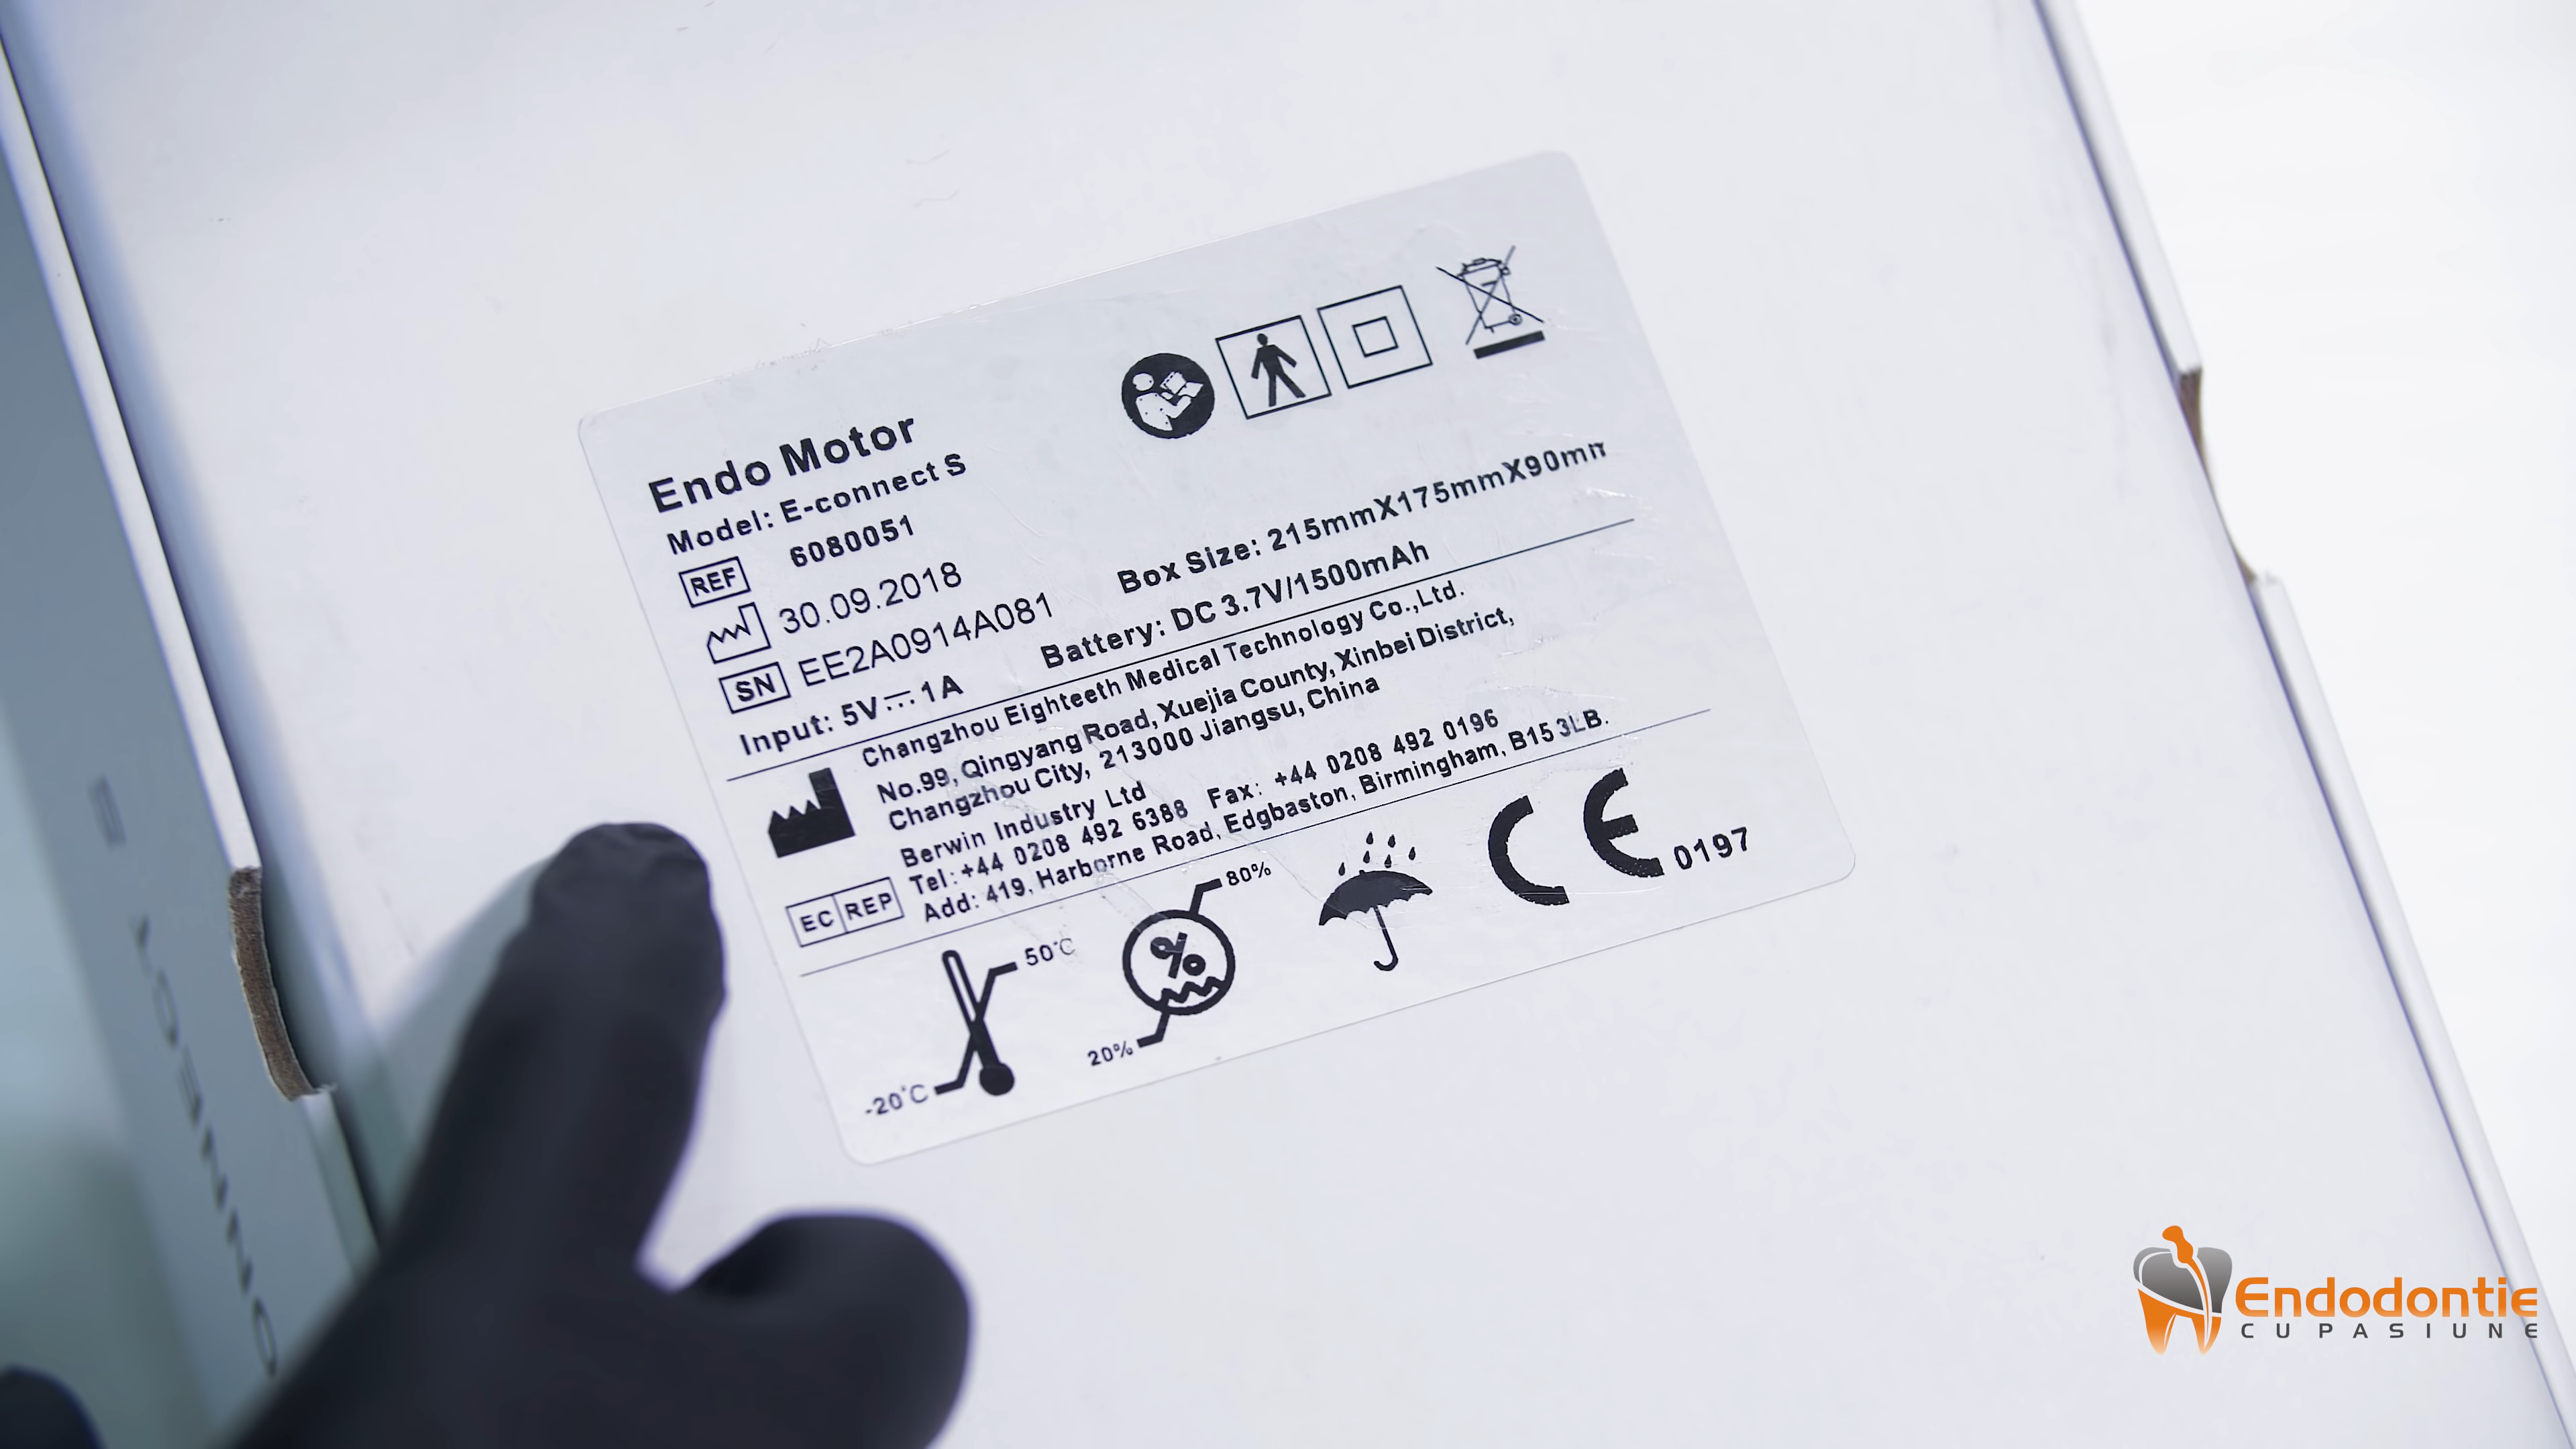 Endo Motor
Model: E-connect S
REF 6080051
30.09.2018
SN EE2A0914A081
Box Size: 215mmX175mmX90mm
Input: 5V⎓1A
Battery: DC 3.7V/1500mAh
Changzhou Eighteeth Medical Technology Co.,Ltd.
No.99, Qingyang Road, Xuejia County, Xinbei District,
Changzhou City, 213000 Jiangsu, China
EC REP
Berwin Industry Ltd
Tel: +44 0208 492 6388 Fax: +44 0208 492 0196
Add: 419, Harborne Road, Edgbaston, Birmingham, B15 3LB.
-20°C
50°C
20%
%
80%
CE 0197
Endodontie
CU PASIUNE